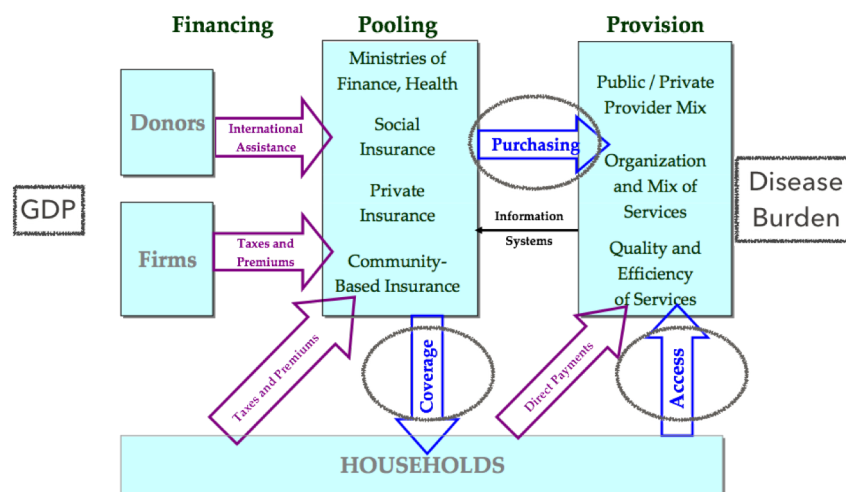 Financing
Pooling
Provision
Donors
International
Assistance
Firms
Taxes and
Premiums
GDP
Ministries of
Finance, Health
Social
Insurance
Private
Insurance
Community-
Based Insurance
Purchasing
Information
Systems
Public / Private
Provider Mix
Organization
and Mix of
Services
Quality and
Efficiency
of Services
Disease
Burden
Taxes and Premiums
Coverage
Direct Payments
Access
HOUSEHOLDS